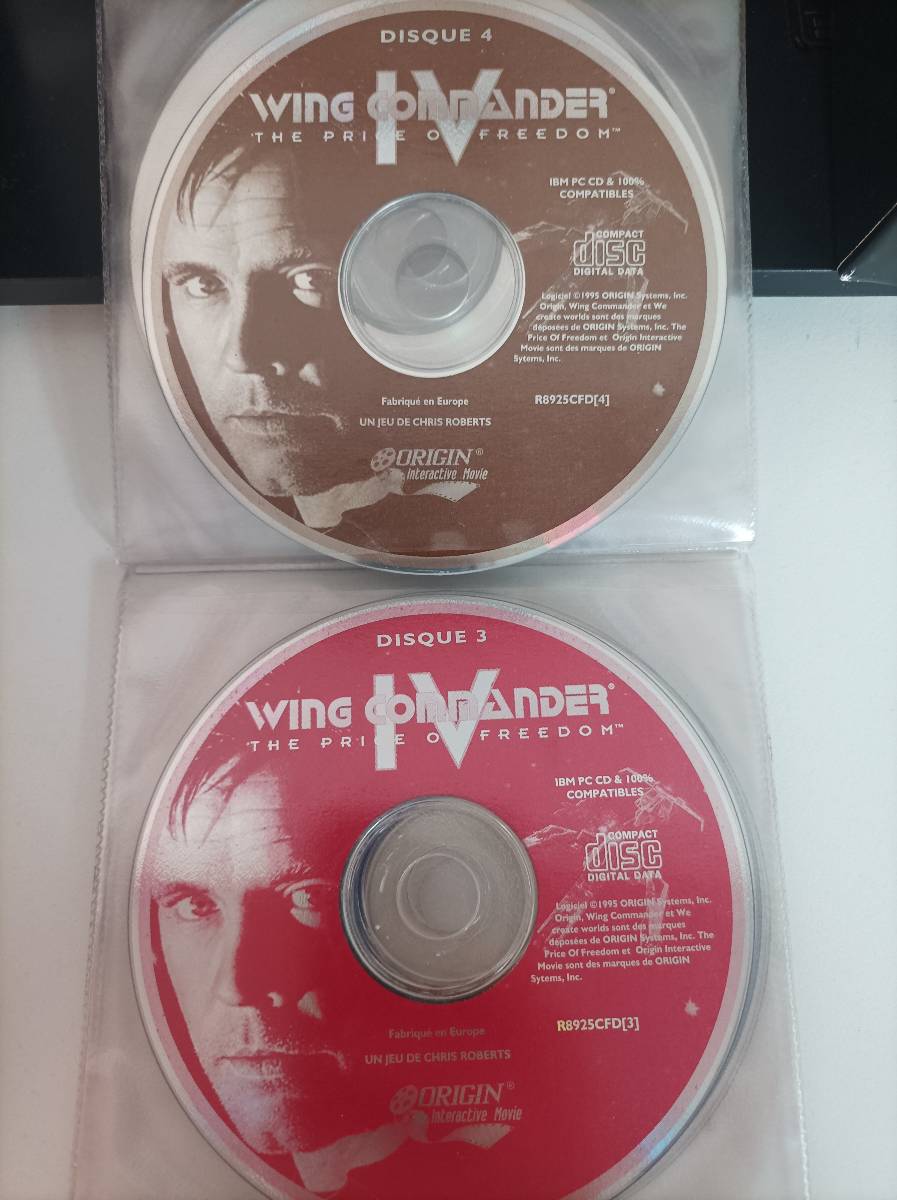 DISQUE 4
WING COMMANDER®
IV
THE PRICE OF FREEDOM™
IBM PC CD & 100%
COMPATIBLES
COMPACT
disc
DIGITAL DATA
Logiciel ©1995 ORIGIN Systems, Inc.
Origin, Wing Commander et We
create worlds sont des marques
déposées de ORIGIN Systems, Inc. The
Price Of Freedom et Origin Interactive
Movie sont des marques de ORIGIN
Sytems, Inc.
Fabriqué en Europe
R8925CFD[4]
UN JEU DE CHRIS ROBERTS
ORIGIN®
Interactive Movie
DISQUE 3
WING COMMANDER®
IV
THE PRICE OF FREEDOM™
IBM PC CD & 100%
COMPATIBLES
COMPACT
disc
DIGITAL DATA
Logiciel ©1995 ORIGIN Systems, Inc.
Origin, Wing Commander et We
create worlds sont des marques
déposées de ORIGIN Systems, Inc. The
Price Of Freedom et Origin Interactive
Movie sont des marques de ORIGIN
Sytems, Inc.
R8925CFD[3]
Fabriqué en Europe
UN JEU DE CHRIS ROBERTS
ORIGIN®
Interactive Movie